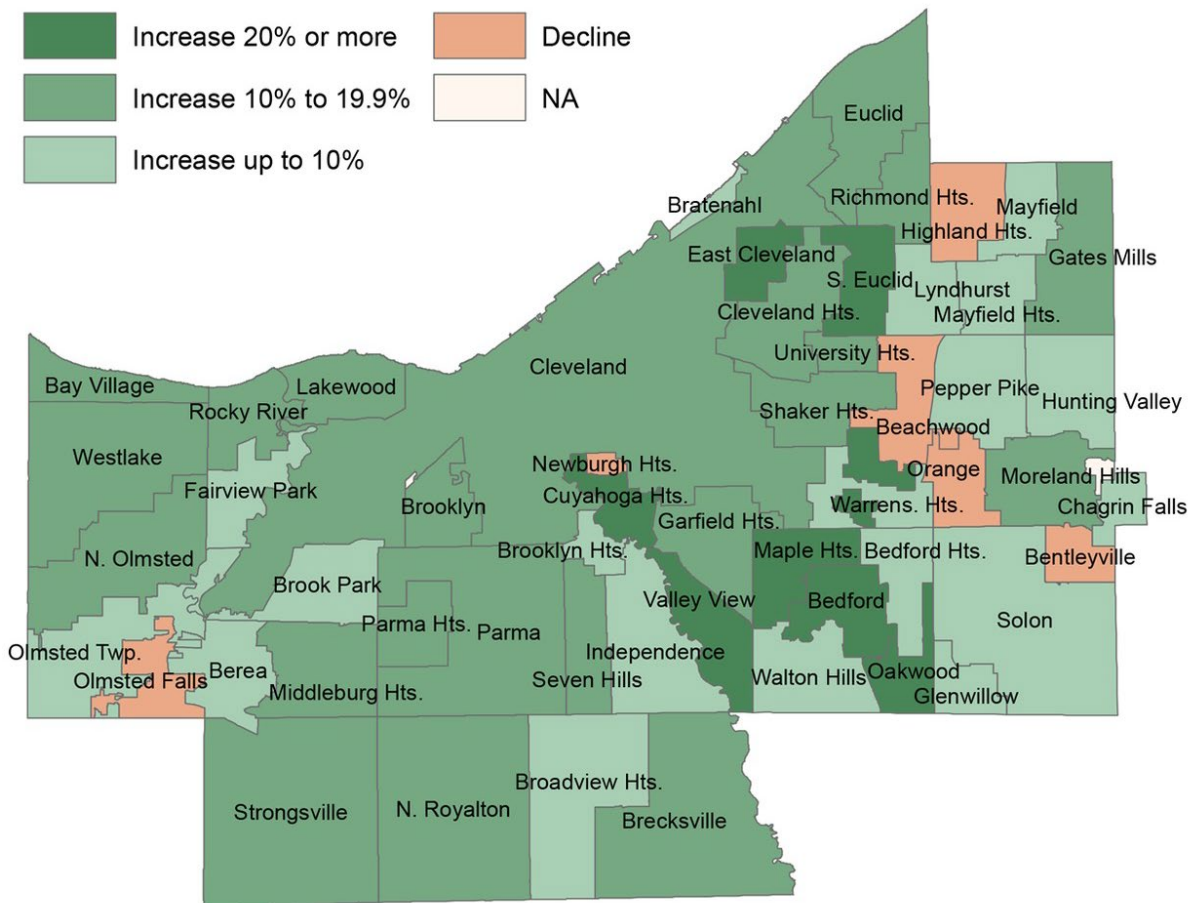 Increase 20% or more
Decline
Increase 10% to 19.9%
NA
Increase up to 10%
Euclid
Richmond Hts.
Bratenahl
Mayfield
Highland Hts.
East Cleveland
Gates Mills
S. Euclid
Lyndhurst
Cleveland Hts.
Mayfield Hts.
University Hts.
Cleveland
Bay Village
Lakewood
Pepper Pike
Hunting Valley
Rocky River
Shaker Hts.
Beachwood
Westlake
Newburgh Hts.
Orange
Moreland Hills
Fairview Park
Cuyahoga Hts.
Brooklyn
Warrens. Hts.
Chagrin Falls
Garfield Hts.
N. Olmsted
Brooklyn Hts.
Maple Hts.
Bedford Hts.
Bentleyville
Brook Park
Valley View
Bedford
Parma Hts.
Parma
Solon
Olmsted Twp.
Independence
Berea
Olmsted Falls
Seven Hills
Walton Hills
Oakwood
Middleburg Hts.
Glenwillow
Broadview Hts.
Strongsville
N. Royalton
Brecksville